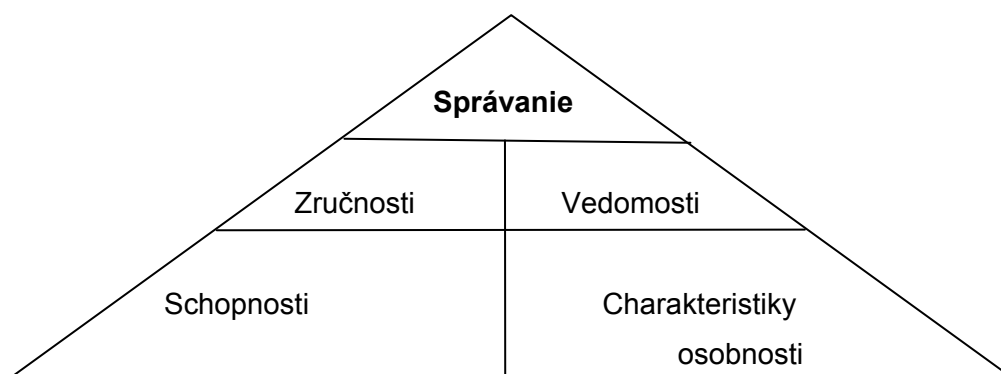 Správanie
Zručnosti Vedomosti
Schopnosti Charakteristiky
osobnosti